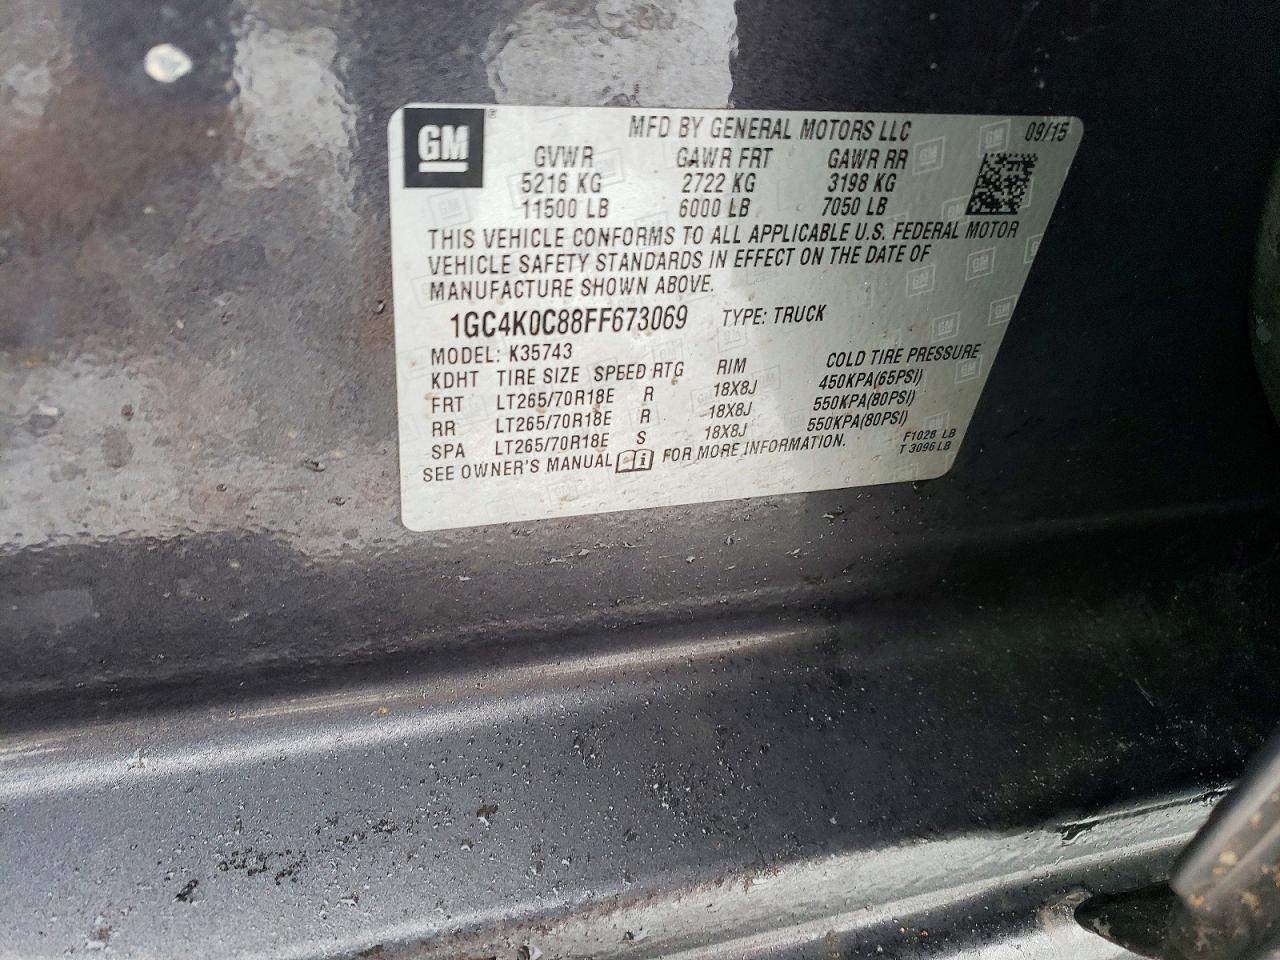 GM®
MFD BY GENERAL MOTORS LLC 09/15
GVWR GAWR FRT GAWR RR
5216 KG 2722 KG 3198 KG
11500 LB 6000 LB 7050 LB
THIS VEHICLE CONFORMS TO ALL APPLICABLE U.S. FEDERAL MOTOR
VEHICLE SAFETY STANDARDS IN EFFECT ON THE DATE OF
MANUFACTURE SHOWN ABOVE.
1GC4K0C88FF673069 TYPE: TRUCK
MODEL: K35743
KDHT TIRE SIZE SPEED RTG RIM COLD TIRE PRESSURE
FRT LT265/70R18E R 18X8J 450KPA(65PSI)
RR LT265/70R18E R 18X8J 550KPA(80PSI)
SPA LT265/70R18E S 18X8J 550KPA(80PSI)
SEE OWNER'S MANUAL FOR MORE INFORMATION.
F1028 LB
T 3096 LB